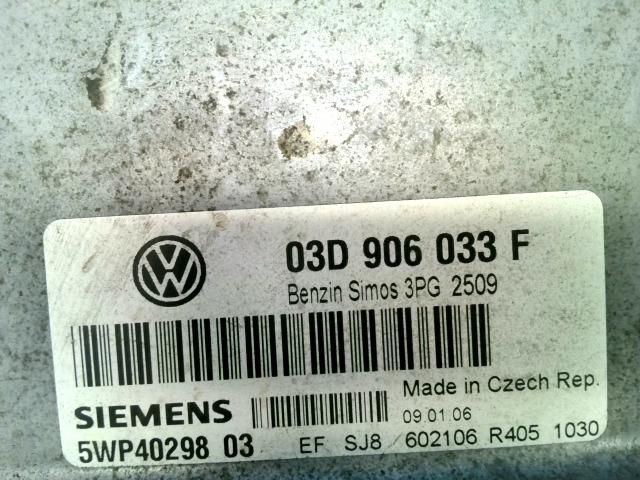 VW
03D 906 033 F
Benzin Simos 3PG 2509
Made in Czech Rep.
SIEMENS 09.01.06
5WP40298 03 EF SJ8 602106 R405 1030